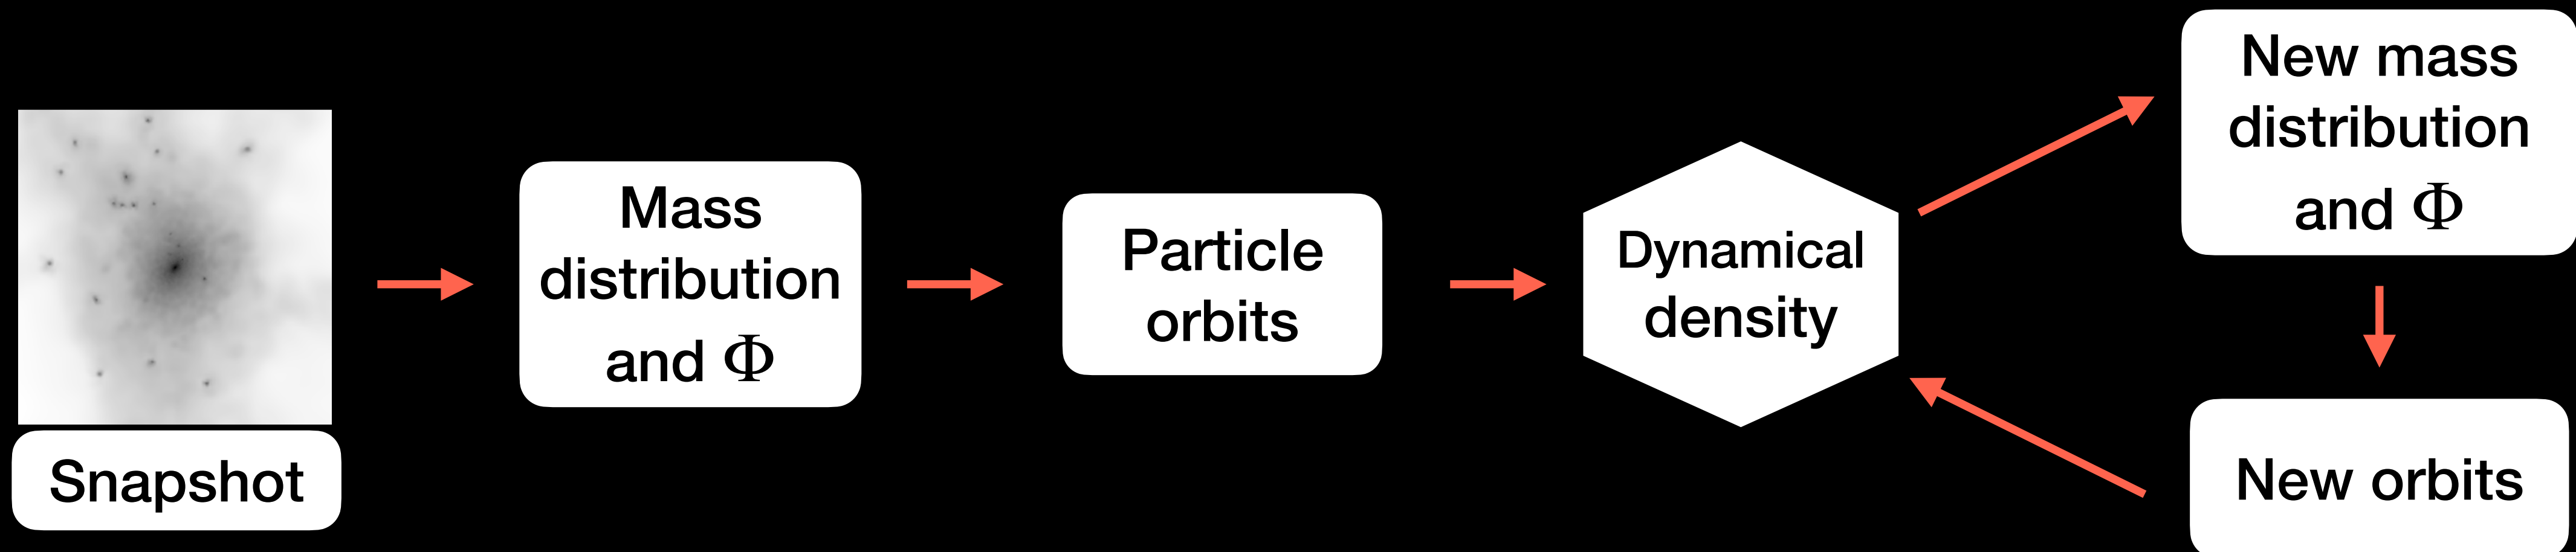 Snapshot
Mass
distribution
and Φ
Particle
orbits
Dynamical
density
New mass
distribution
and Φ
New orbits